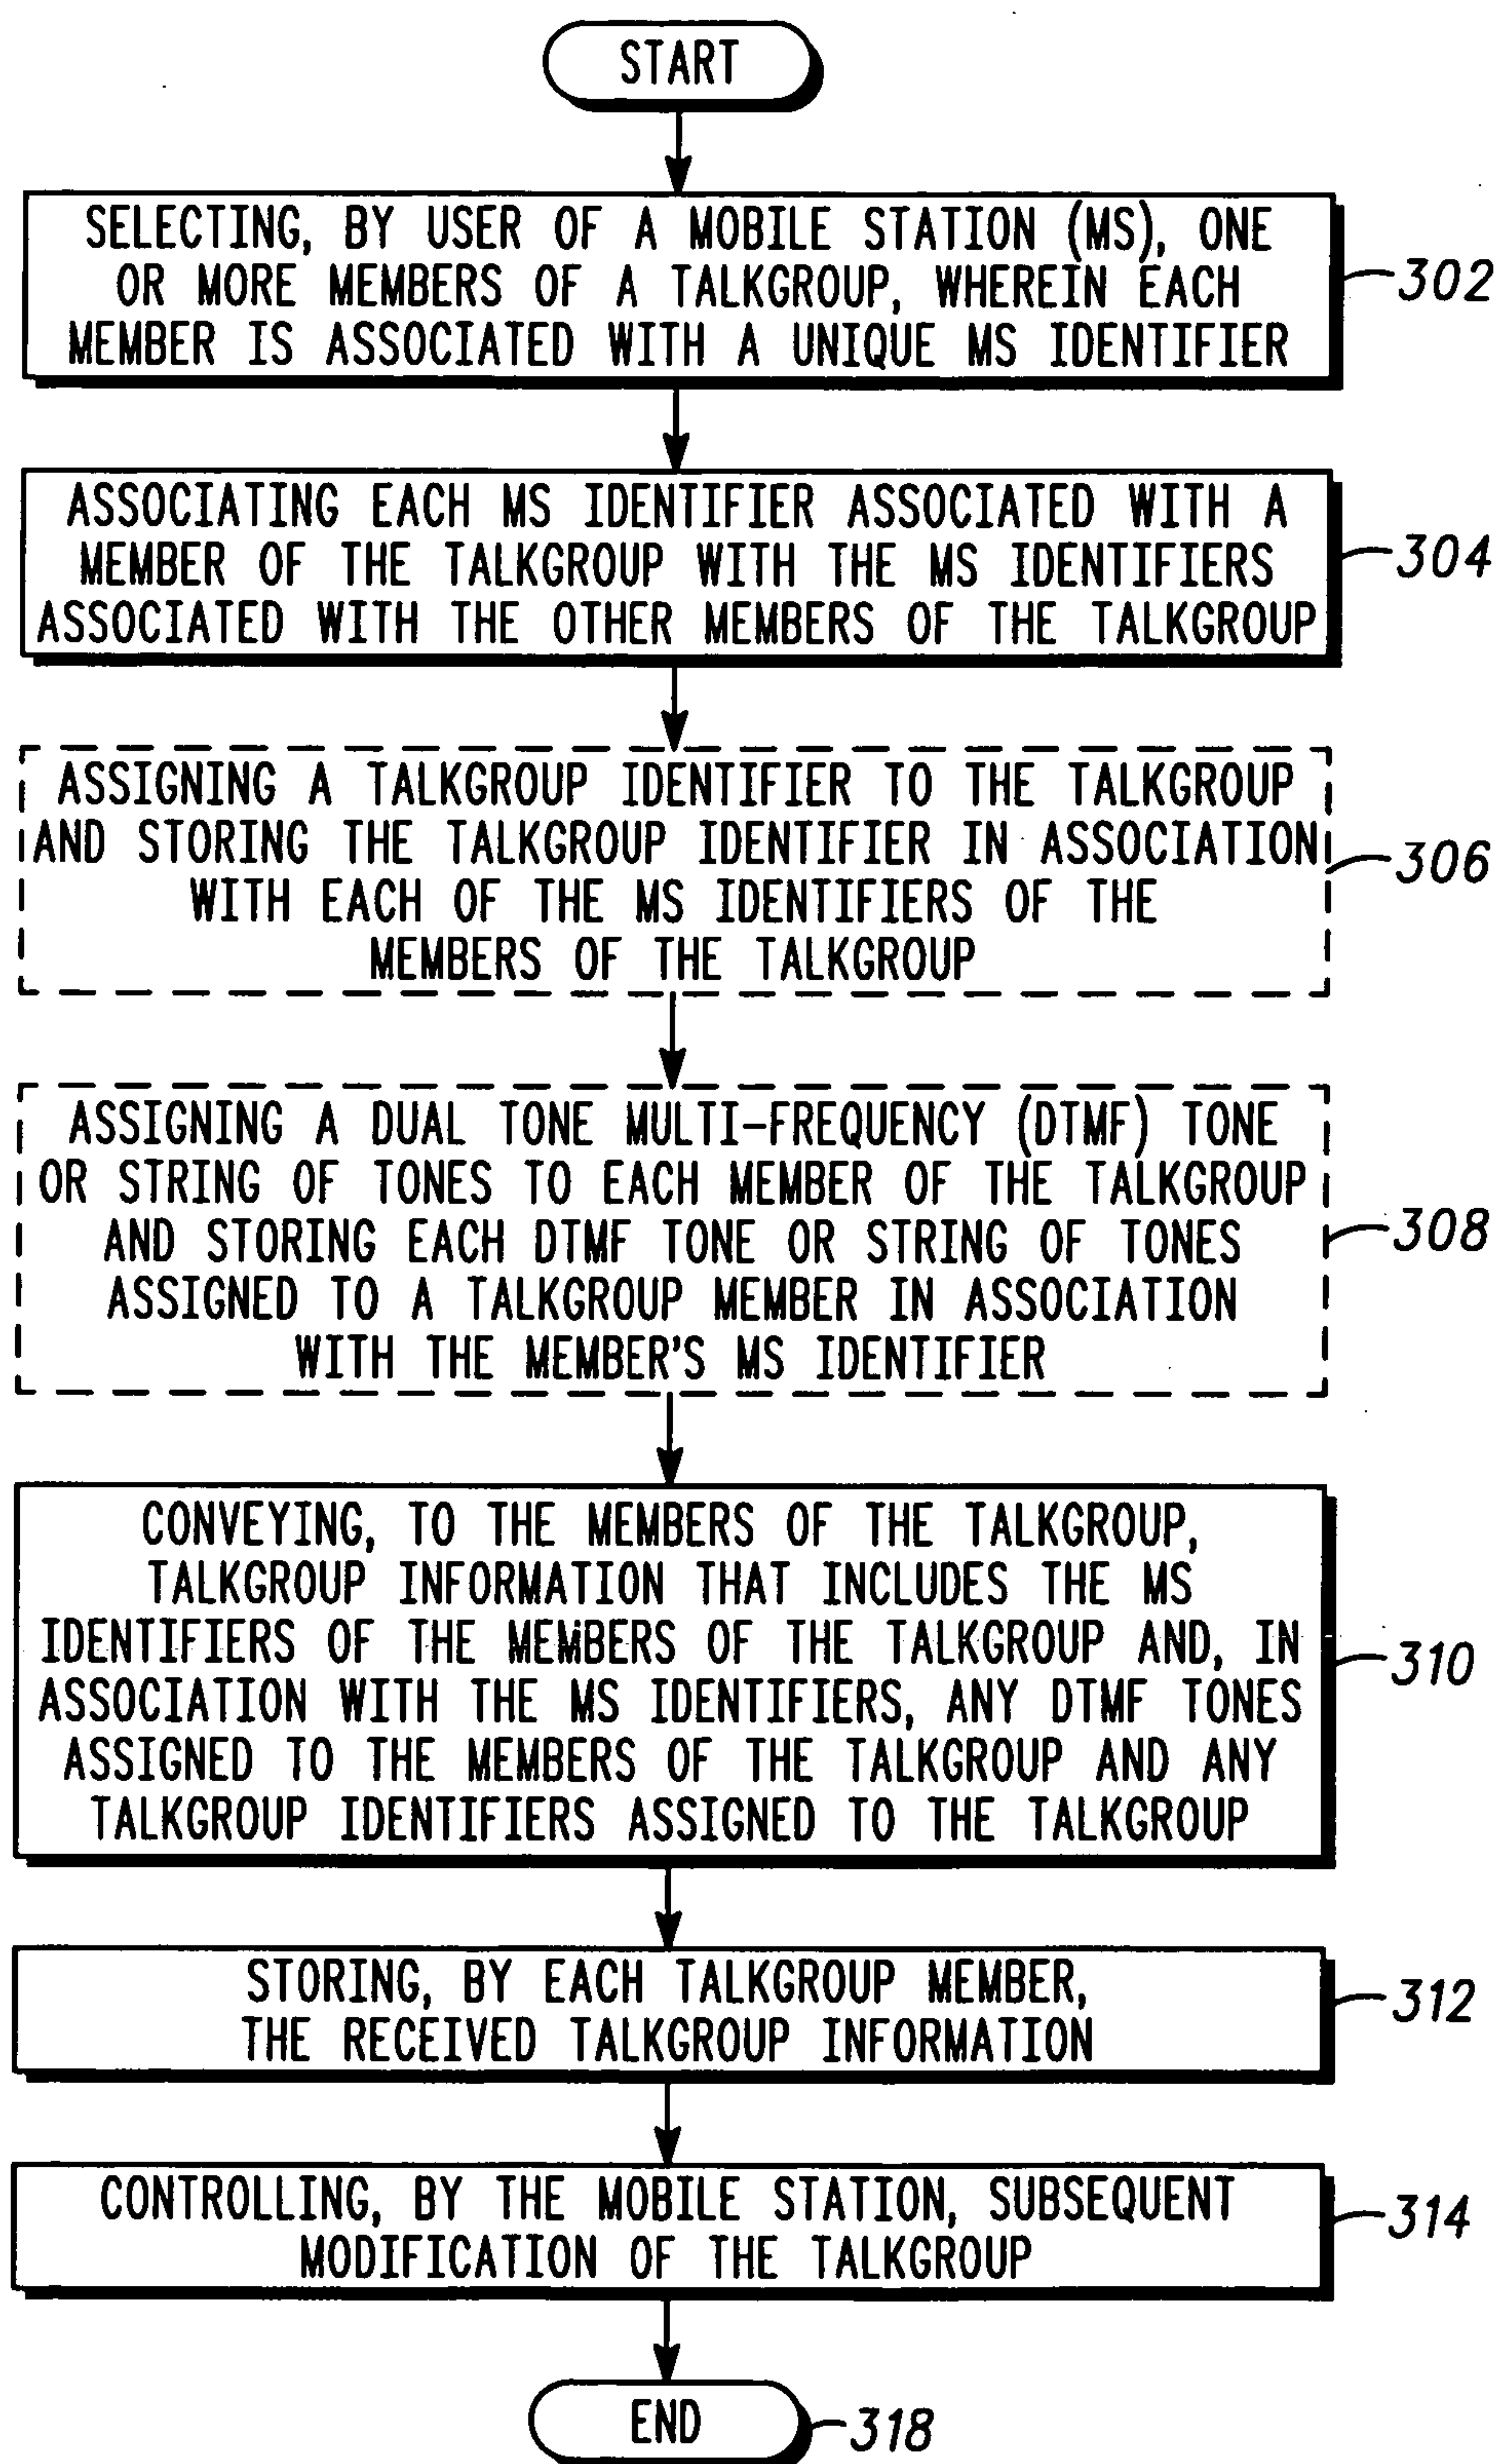 START
SELECTING, BY USER OF A MOBILE STATION (MS), ONE
OR MORE MEMBERS OF A TALKGROUP, WHEREIN EACH
MEMBER IS ASSOCIATED WITH A UNIQUE MS IDENTIFIER
302
ASSOCIATING EACH MS IDENTIFIER ASSOCIATED WITH A
MEMBER OF THE TALKGROUP WITH THE MS IDENTIFIERS
ASSOCIATED WITH THE OTHER MEMBERS OF THE TALKGROUP
304
ASSIGNING A TALKGROUP IDENTIFIER TO THE TALKGROUP
AND STORING THE TALKGROUP IDENTIFIER IN ASSOCIATION
WITH EACH OF THE MS IDENTIFIERS OF THE
MEMBERS OF THE TALKGROUP
306
ASSIGNING A DUAL TONE MULTI-FREQUENCY (DTMF) TONE
OR STRING OF TONES TO EACH MEMBER OF THE TALKGROUP
AND STORING EACH DTMF TONE OR STRING OF TONES
ASSIGNED TO A TALKGROUP MEMBER IN ASSOCIATION
WITH THE MEMBER'S MS IDENTIFIER
308
CONVEYING, TO THE MEMBERS OF THE TALKGROUP,
TALKGROUP INFORMATION THAT INCLUDES THE MS
IDENTIFIERS OF THE MEMBERS OF THE TALKGROUP AND, IN
ASSOCIATION WITH THE MS IDENTIFIERS, ANY DTMF TONES
ASSIGNED TO THE MEMBERS OF THE TALKGROUP AND ANY
TALKGROUP IDENTIFIERS ASSIGNED TO THE TALKGROUP
310
STORING, BY EACH TALKGROUP MEMBER,
THE RECEIVED TALKGROUP INFORMATION
312
CONTROLLING, BY THE MOBILE STATION, SUBSEQUENT
MODIFICATION OF THE TALKGROUP
314
END
318